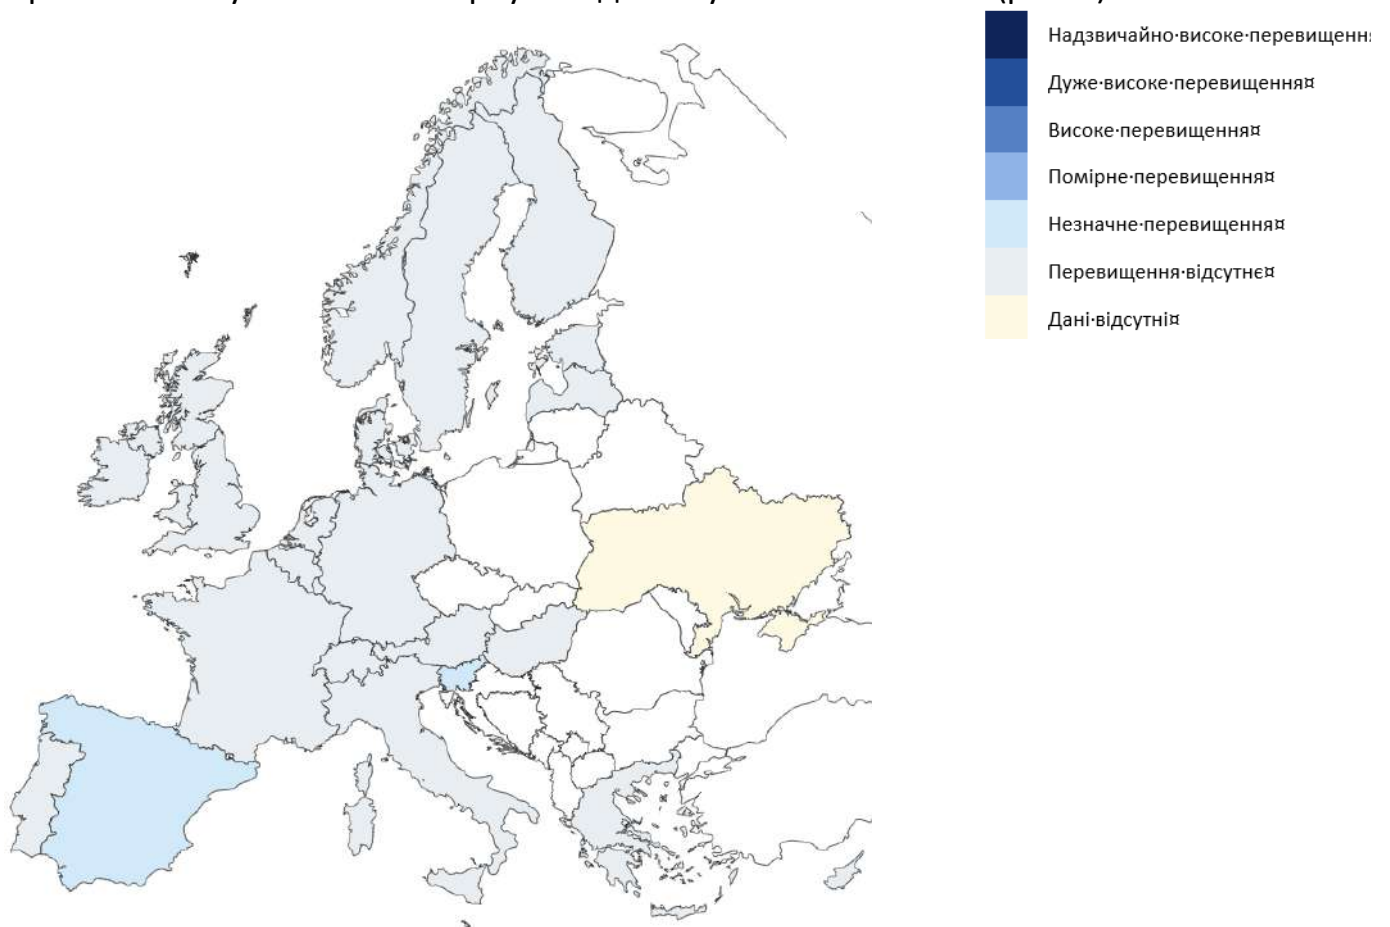 Надзвичайно·високе·перевищенн
Дуже·високе·перевищення¤
Високе·перевищення¤
Помірне·перевищення¤
Незначне·перевищення¤
Перевищення·відсутнє¤
Дані·відсутні¤